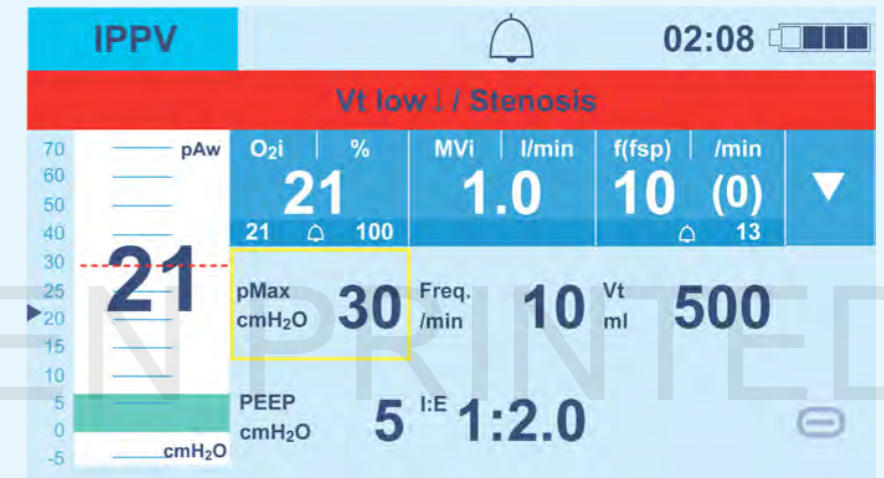 IPPV 02:08
Vt low ! / Stenosis
70 pAw
60
50
40
30
25
20
15
10
5
0
-5 cmH₂O
21
O₂i % MVi l/min f(fsp) /min
21 1.0 10 (0)
21 100 13
pMax cmH₂O 30 Freq. /min 10 Vt ml 500
PEEP cmH₂O 5 I:E 1:2.0
EN PRINTED